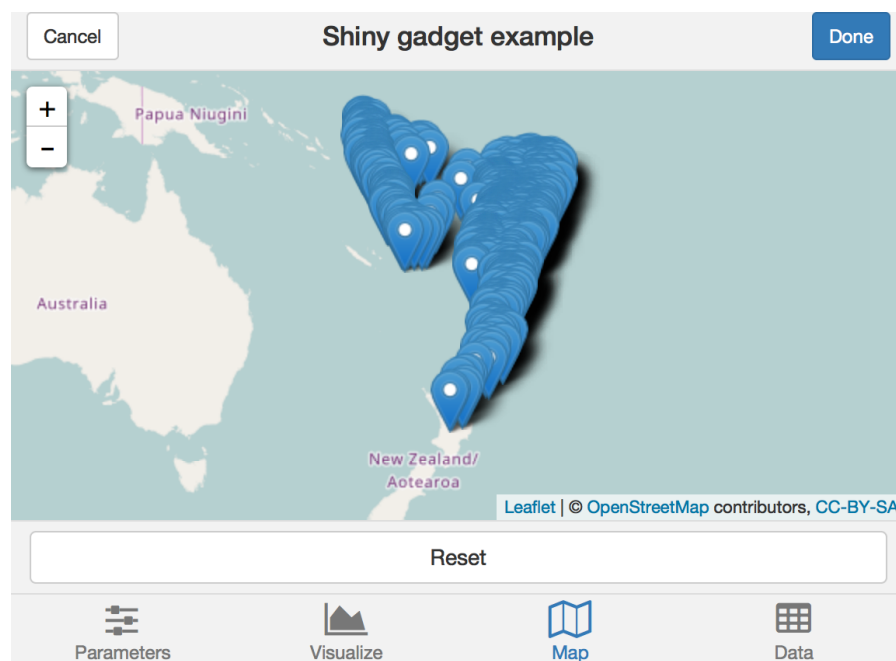 Cancel
Shiny gadget example
Done
+
−
Papua Niugini
Australia
New Zealand/
Aotearoa
Leaflet | © OpenStreetMap contributors, CC-BY-SA
Reset
Parameters
Visualize
Map
Data